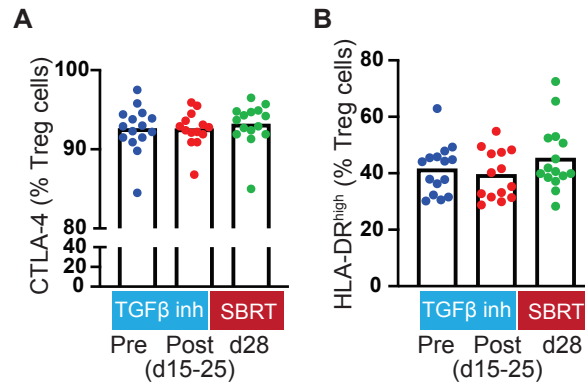 A
CTLA-4 (% Treg cells)
100
90
80
40
20
0
TGFβ inh
SBRT
Pre
Post
d28
(d15-25)
B
HLA-DRhigh (% Treg cells)
80
60
40
20
0
TGFβ inh
SBRT
Pre
Post
d28
(d15-25)